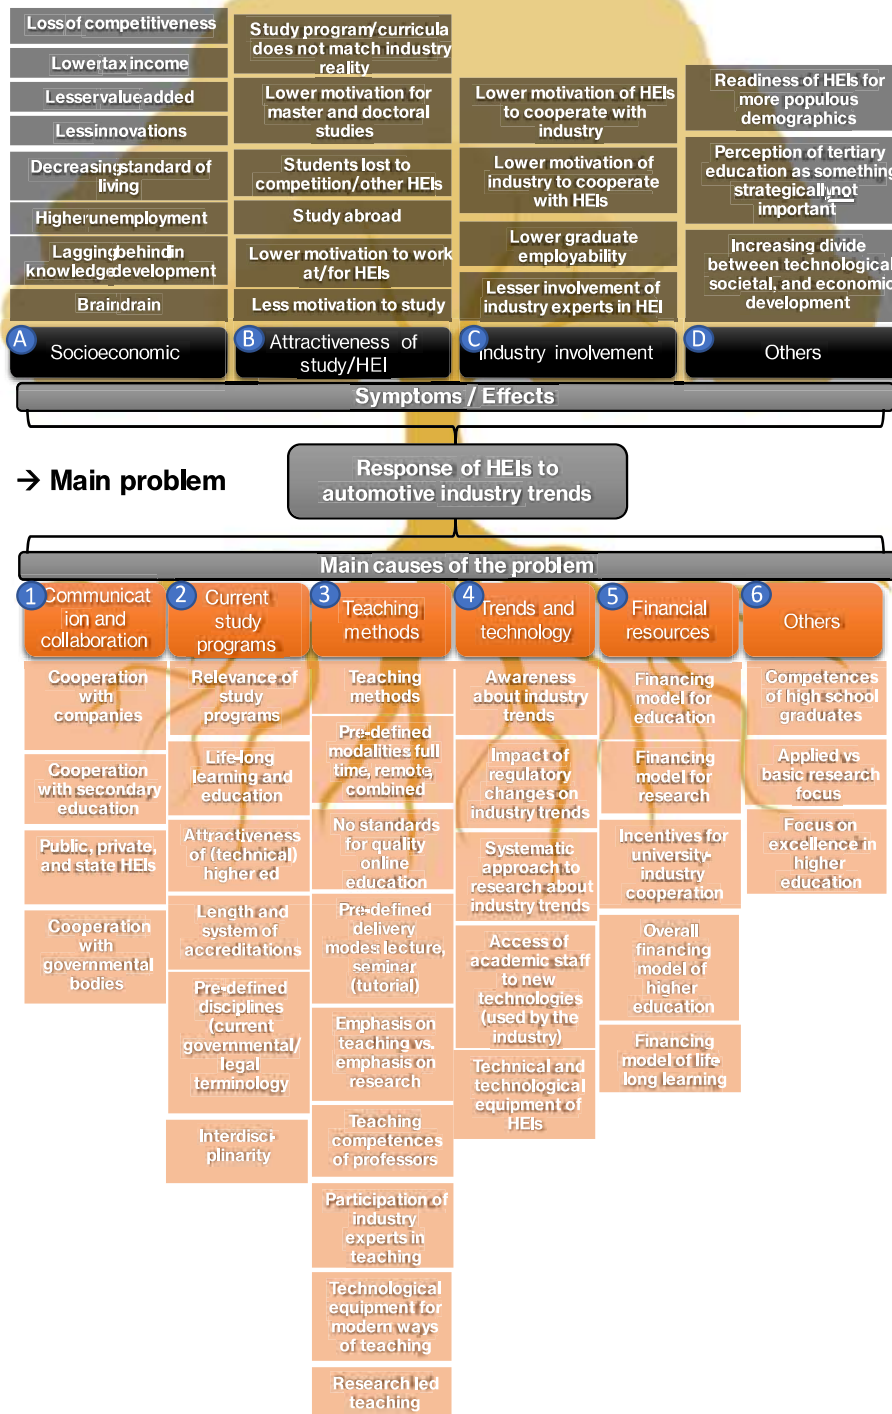 Loss of competitiveness
Lower tax income
Lesser value added
Less innovations
Decreasing standard of
living
Higher unemployment
Lagging behind in
knowledge development
Brain drain
A
Socioeconomic
Study program/curricula
does not match industry
reality
Lower motivation for
master and doctoral
studies
Students lost to
competition/other HEIs
Study abroad
Lower motivation to work
at/for HEIs
Less motivation to study
B
Attractiveness of
study/HEI
Lower motivation of HEIs
to cooperate with
industry
Lower motivation of
industry to cooperate
with HEIs
Lower graduate
employability
Lesser involvement of
industry experts in HEI
C
Industry involvement
Readiness of HEIs for
more populous
demographics
Perception of tertiary
education as something
strategically not
important
Increasing divide
between technological,
societal, and economic
development
D
Others
Symptoms / Effects
→ Main problem
Response of HEIs to
automotive industry trends
Main causes of the problem
1
Communicat
ion and
collaboration
Cooperation
with
companies
Cooperation
with secondary
education
Public, private,
and state HEIs
Cooperation
with
governmental
bodies
2
Current
study
programs
Relevance of
study
programs
Life-long
learning and
education
Attractiveness
of (technical)
higher ed
Length and
system of
accreditations
Pre-defined
disciplines
(current
governmental/
legal
terminology
Interdisci-
plinarity
3
Teaching
methods
Teaching
methods
Pre-defined
modalities full
time, remote,
combined
No standards
for quality
online
education
Pre-defined
delivery
modes lecture,
seminar
(tutorial)
Emphasis on
teaching vs.
emphasis on
research
Teaching
competences
of professors
Participation of
industry
experts in
teaching
Technological
equipment for
modern ways
of teaching
Research led
teaching
4
Trends and
technology
Awareness
about industry
trends
Impact of
regulatory
changes on
industry trends
Systematic
approach to
research about
industry trends
Access of
academic staff
to new
technologies
(used by the
industry)
Technical and
technological
equipment of
HEIs
5
Financial
resources
Financing
model for
education
Financing
model for
research
Incentives for
university-
industry
cooperation
Overall
financing
model of
higher
education
Financing
model of life-
long learning
6
Others
Competences
of high school
graduates
Applied vs
basic research
focus
Focus on
excellence in
higher
education